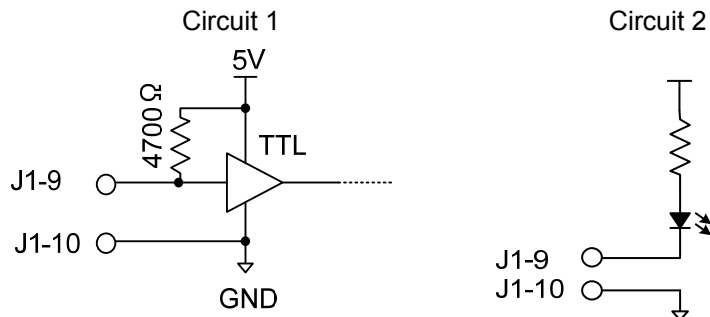 Circuit 1
5V
4700 Ω
TTL
J1-9
J1-10
GND
Circuit 2
J1-9
J1-10